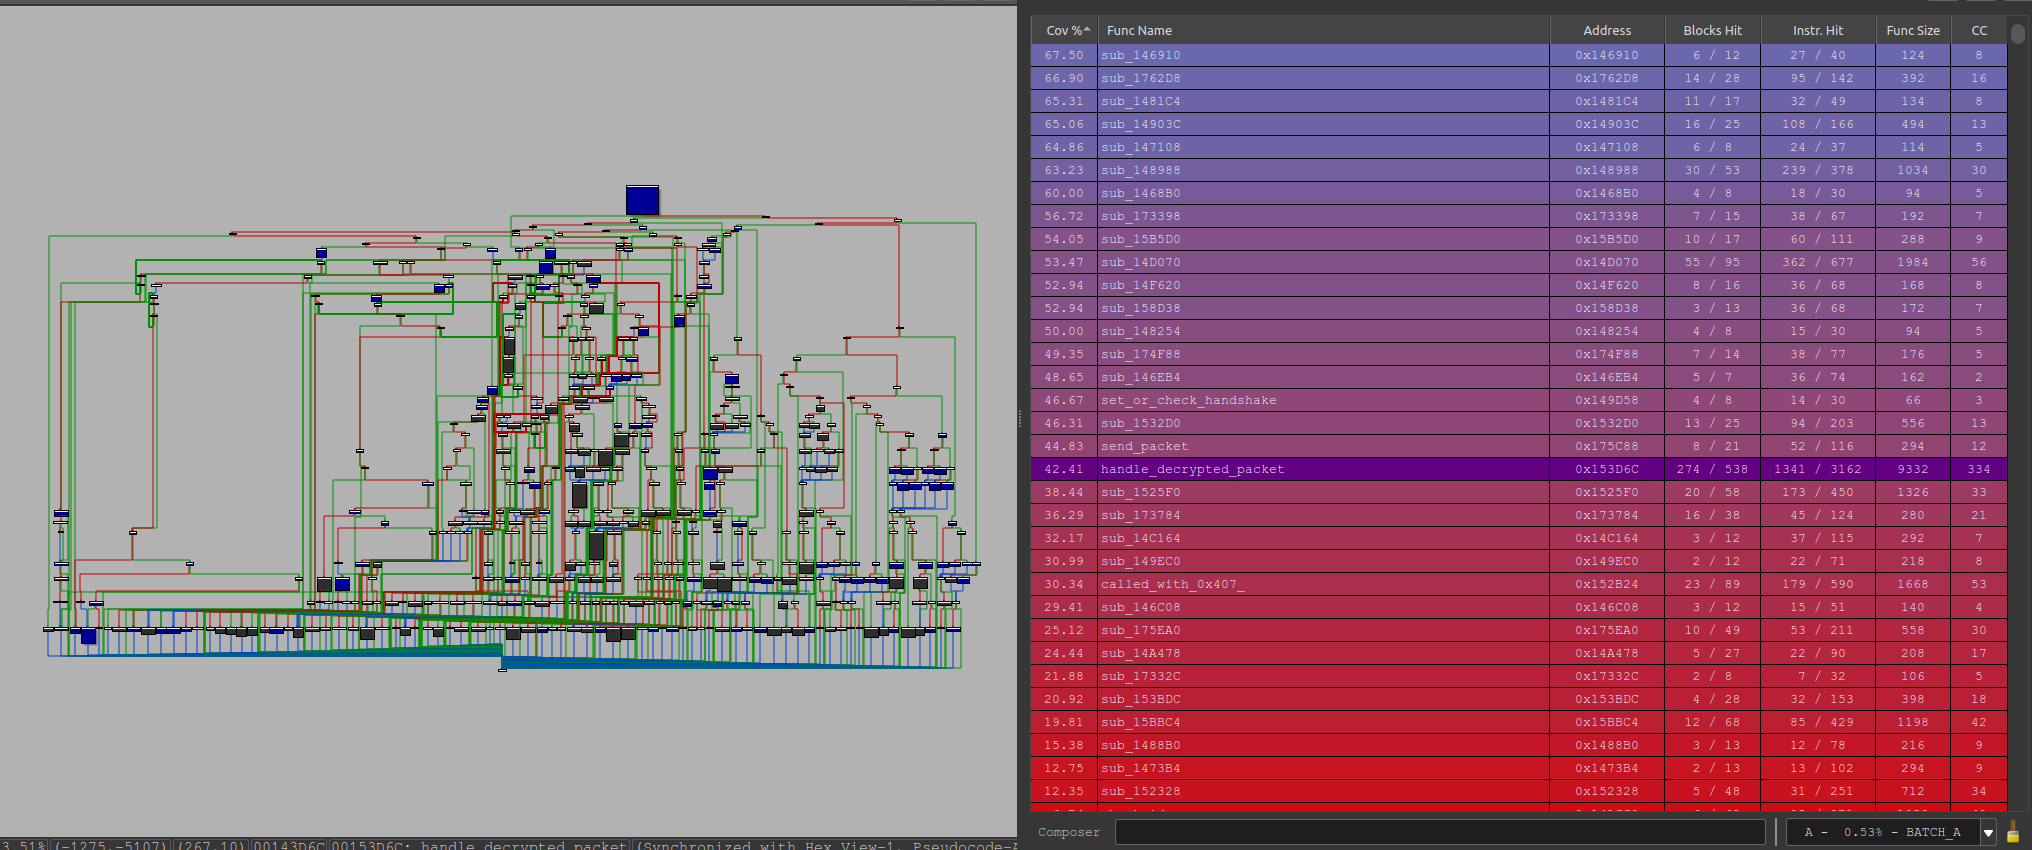 Cov % Func Name Address Blocks Hit Instr. Hit Func Size CC
67.50 sub_146910 0x146910 6 / 12 27 / 40 124 8
66.90 sub_1762D8 0x1762D8 14 / 28 95 / 142 392 16
65.31 sub_1481C4 0x1481C4 11 / 17 32 / 49 134 8
65.06 sub_14903C 0x14903C 16 / 25 108 / 166 494 13
64.86 sub_147108 0x147108 6 / 8 24 / 37 114 5
63.23 sub_148988 0x148988 30 / 53 239 / 378 1034 30
60.00 sub_1468B0 0x1468B0 4 / 8 18 / 30 94 5
56.72 sub_173398 0x173398 7 / 15 38 / 67 192 7
54.05 sub_15B5D0 0x15B5D0 10 / 17 60 / 111 288 9
53.47 sub_14D070 0x14D070 55 / 95 362 / 677 1984 56
52.94 sub_14F620 0x14F620 8 / 16 36 / 68 168 8
52.94 sub_158D38 0x158D38 3 / 13 36 / 68 172 7
50.00 sub_148254 0x148254 4 / 8 15 / 30 94 5
49.35 sub_174F88 0x174F88 7 / 14 38 / 77 176 5
48.65 sub_146EB4 0x146EB4 5 / 7 36 / 74 162 2
46.67 set_or_check_handshake 0x149D58 4 / 8 14 / 30 66 3
46.31 sub_1532D0 0x1532D0 13 / 25 94 / 203 556 13
44.83 send_packet 0x175C88 8 / 21 52 / 116 294 12
42.41 handle_decrypted_packet 0x153D6C 274 / 538 1341 / 3162 9332 334
38.44 sub_1525F0 0x1525F0 20 / 58 173 / 450 1326 33
36.29 sub_173784 0x173784 16 / 38 45 / 124 280 21
32.17 sub_14C164 0x14C164 3 / 12 37 / 115 292 7
30.99 sub_149EC0 0x149EC0 2 / 12 22 / 71 218 8
30.34 called_with_0x407_ 0x152B24 23 / 89 179 / 590 1668 53
29.41 sub_146C08 0x146C08 3 / 12 15 / 51 140 4
25.12 sub_175EA0 0x175EA0 10 / 49 53 / 211 558 30
24.44 sub_14A478 0x14A478 5 / 27 22 / 90 208 17
21.88 sub_17332C 0x17332C 2 / 8 7 / 32 106 5
20.92 sub_153BDC 0x153BDC 4 / 28 32 / 153 398 18
19.81 sub_15BBC4 0x15BBC4 12 / 68 85 / 429 1198 42
15.38 sub_1488B0 0x1488B0 3 / 13 12 / 78 216 9
12.75 sub_1473B4 0x1473B4 2 / 13 13 / 102 294 9
12.35 sub_152328 0x152328 5 / 48 31 / 251 712 34
Composer A - 0.53% - BATCH_A
3.51% (-1275,-5107) (267,10) 00143D6C 00153D6C: handle_decrypted_packet (Synchronized with Hex View-1, Pseudocode-A